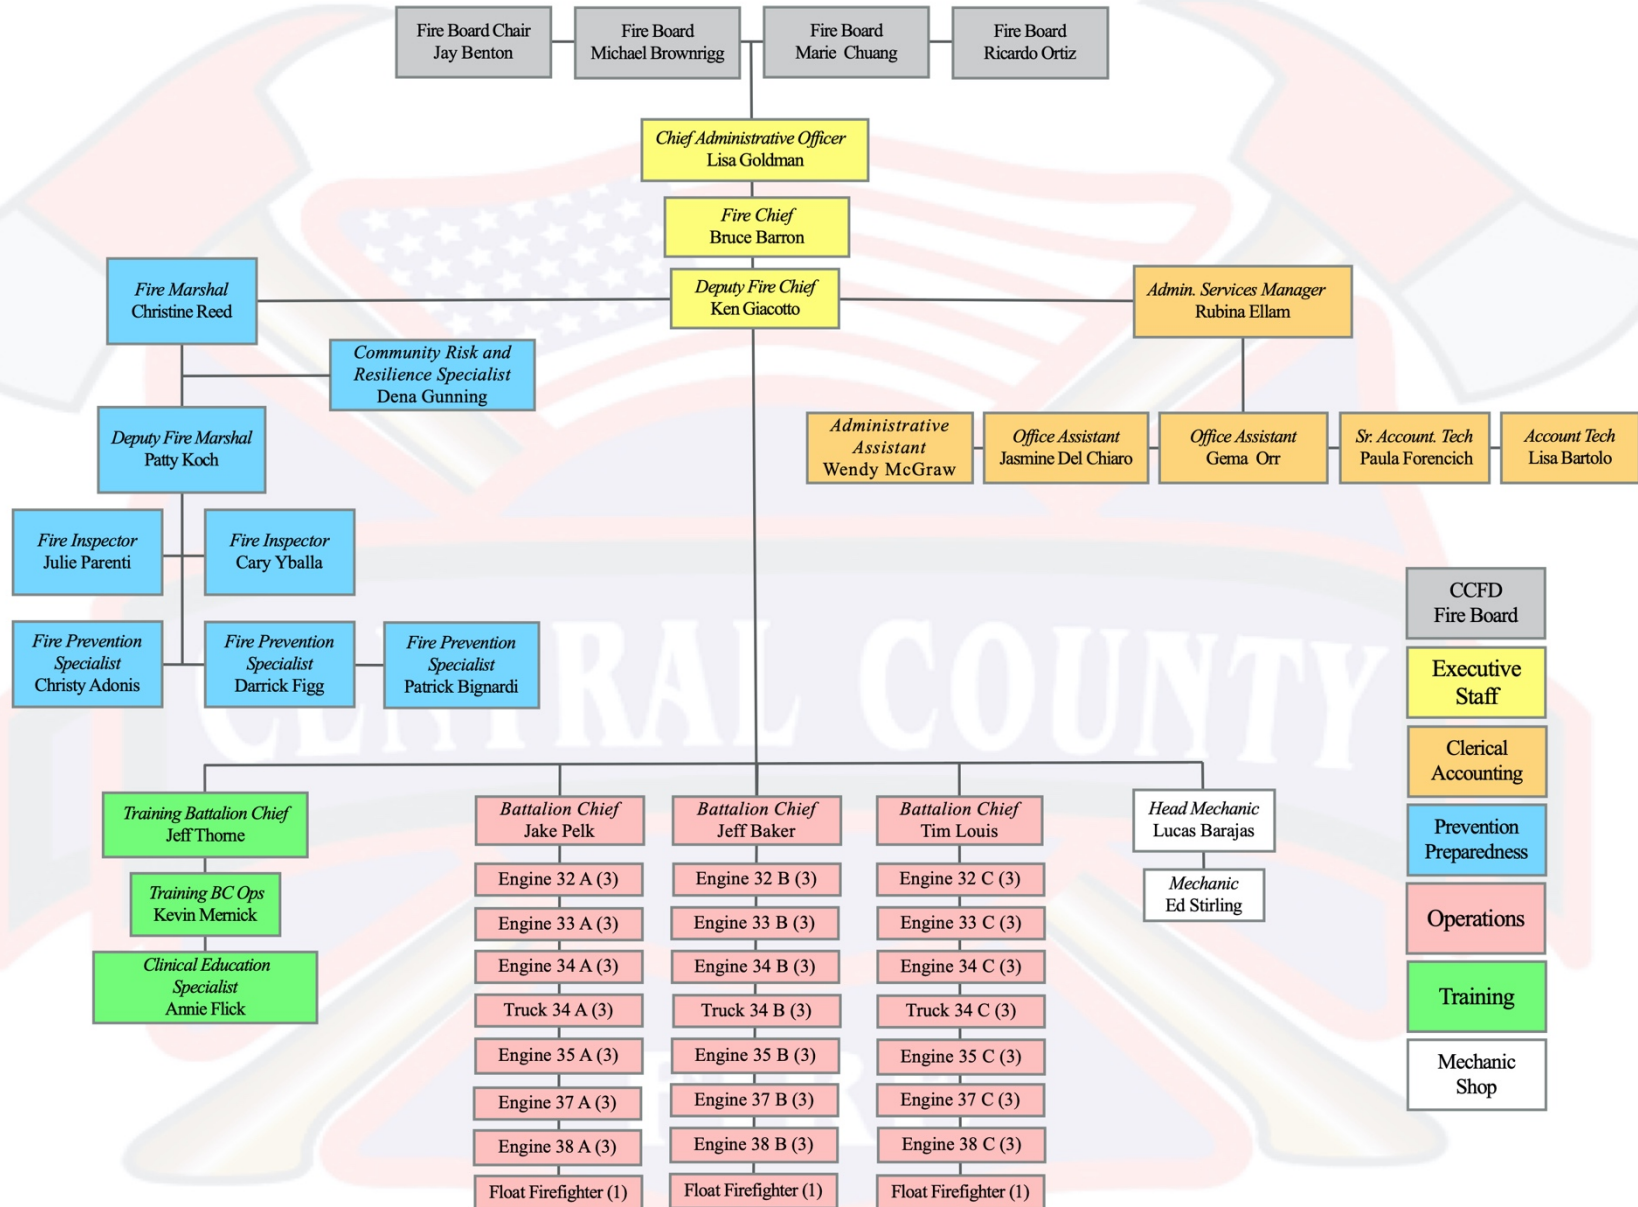 Fire Board Chair
Jay Benton
Fire Board
Michael Brownrigg
Fire Board
Marie Chuang
Fire Board
Ricardo Ortiz
Chief Administrative Officer
Lisa Goldman
Fire Chief
Bruce Barron
Deputy Fire Chief
Ken Giacotto
Fire Marshal
Christine Reed
Admin. Services Manager
Rubina Ellam
Community Risk and
Resilience Specialist
Dena Gunning
Deputy Fire Marshal
Patty Koch
Administrative
Assistant
Wendy McGraw
Office Assistant
Jasmine Del Chiaro
Office Assistant
Gema Orr
Sr. Account. Tech
Paula Forencich
Account Tech
Lisa Bartolo
Fire Inspector
Julie Parenti
Fire Inspector
Cary Yballa
Fire Prevention
Specialist
Christy Adonis
Fire Prevention
Specialist
Darrick Figg
Fire Prevention
Specialist
Patrick Bignardi
CENTRAL COUNTY
FIRE
Training Battalion Chief
Jeff Thorne
Training BC Ops
Kevin Mernick
Clinical Education
Specialist
Annie Flick
Battalion Chief
Jake Pelk
Engine 32 A (3)
Engine 33 A (3)
Engine 34 A (3)
Truck 34 A (3)
Engine 35 A (3)
Engine 37 A (3)
Engine 38 A (3)
Float Firefighter (1)
Battalion Chief
Jeff Baker
Engine 32 B (3)
Engine 33 B (3)
Engine 34 B (3)
Truck 34 B (3)
Engine 35 B (3)
Engine 37 B (3)
Engine 38 B (3)
Float Firefighter (1)
Battalion Chief
Tim Louis
Engine 32 C (3)
Engine 33 C (3)
Engine 34 C (3)
Truck 34 C (3)
Engine 35 C (3)
Engine 37 C (3)
Engine 38 C (3)
Float Firefighter (1)
Head Mechanic
Lucas Barajas
Mechanic
Ed Stirling
CCFD
Fire Board
Executive
Staff
Clerical
Accounting
Prevention
Preparedness
Operations
Training
Mechanic
Shop